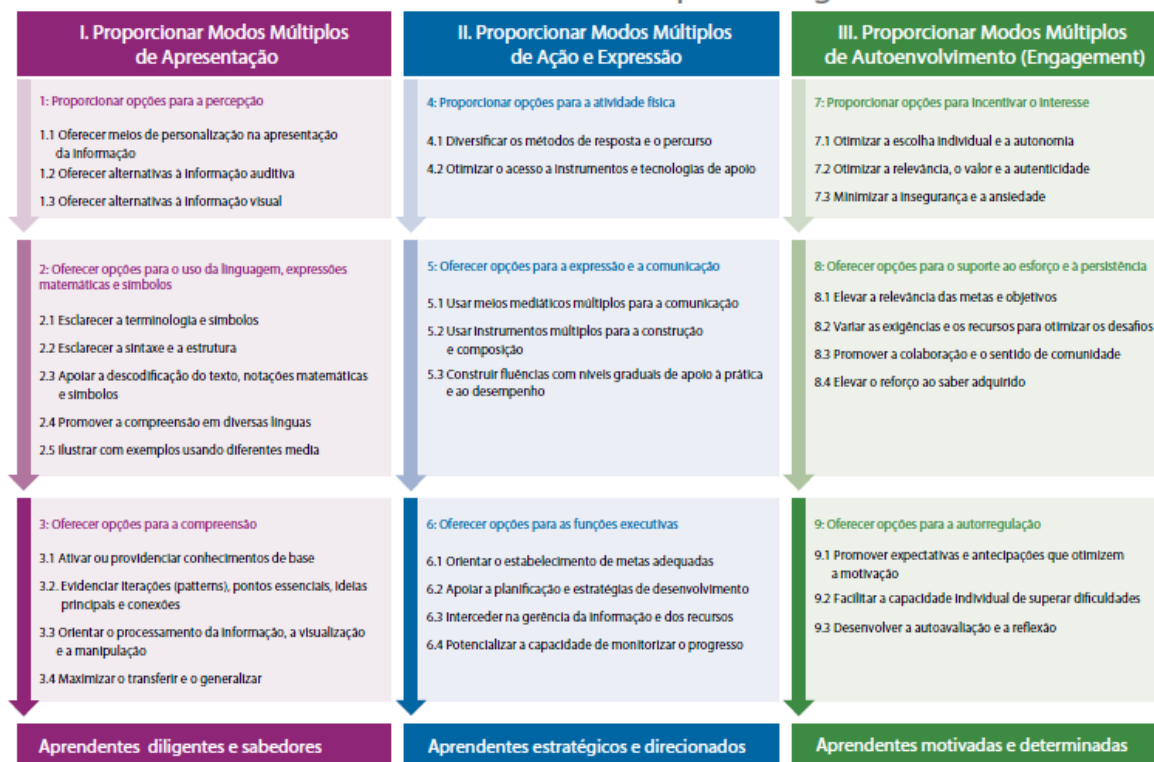 I. Proporcionar Modos Múltiplos
de Apresentação
1: Proporcionar opções para a percepção
1.1 Oferecer meios de personalização na apresentação
da informação
1.2 Oferecer alternativas à informação auditiva
1.3 Oferecer alternativas à informação visual
2: Oferecer opções para o uso da linguagem, expressões
matemáticas e símbolos
2.1 Esclarecer a terminologia e símbolos
2.2 Esclarecer a sintaxe e a estrutura
2.3 Apoiar a descodificação do texto, notações matemáticas
e símbolos
2.4 Promover a compreensão em diversas línguas
2.5 Ilustrar com exemplos usando diferentes media
3: Oferecer opções para a compreensão
3.1 Ativar ou providenciar conhecimentos de base
3.2. Evidenciar iterações (patterns), pontos essenciais, ideias
principais e conexões
3.3 Orientar o processamento da informação, a visualização
e a manipulação
3.4 Maximizar o transferir e o generalizar
Aprendentes diligentes e sabedores
II. Proporcionar Modos Múltiplos
de Ação e Expressão
4: Proporcionar opções para a atividade física
4.1 Diversificar os métodos de resposta e o percurso
4.2 Otimizar o acesso a instrumentos e tecnologias de apoio
5: Oferecer opções para a expressão e a comunicação
5.1 Usar meios mediáticos múltiplos para a comunicação
5.2 Usar instrumentos múltiplos para a construção
e composição
5.3 Construir fluências com níveis graduais de apoio à prática
e ao desempenho
6: Oferecer opções para as funções executivas
6.1 Orientar o estabelecimento de metas adequadas
6.2 Apoiar a planificação e estratégias de desenvolvimento
6.3 Interceder na gerência da informação e dos recursos
6.4 Potencializar a capacidade de monitorizar o progresso
Aprendentes estratégicos e direcionados
III. Proporcionar Modos Múltiplos
de Autoenvolvimento (Engagement)
7: Proporcionar opções para incentivar o interesse
7.1 Otimizar a escolha individual e a autonomia
7.2 Otimizar a relevância, o valor e a autenticidade
7.3 Minimizar a insegurança e a ansiedade
8: Oferecer opções para o suporte ao esforço e à persistência
8.1 Elevar a relevância das metas e objetivos
8.2 Variar as exigências e os recursos para otimizar os desafios
8.3 Promover a colaboração e o sentido de comunidade
8.4 Elevar o reforço ao saber adquirido
9: Oferecer opções para a autorregulação
9.1 Promover expectativas e antecipações que otimizem
a motivação
9.2 Facilitar a capacidade individual de superar dificuldades
9.3 Desenvolver a autoavaliação e a reflexão
Aprendentes motivadas e determinadas